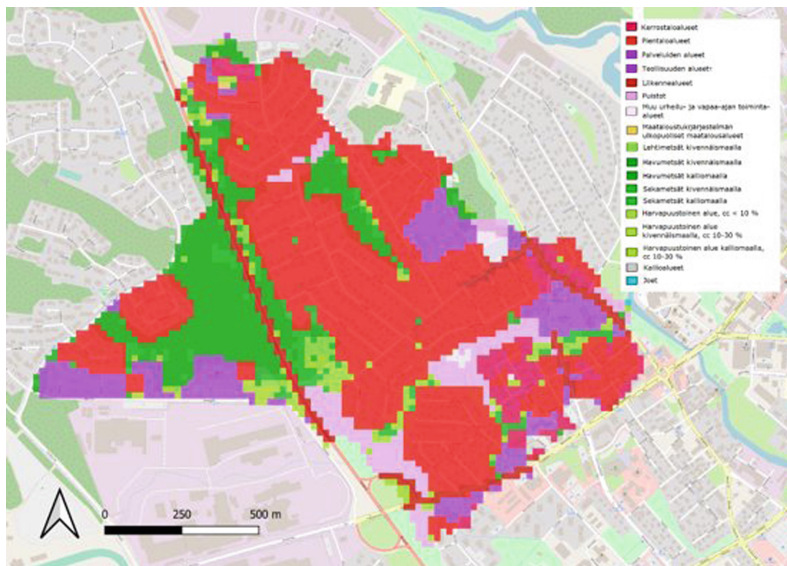 Kerrostaloalueet
Pientaloalueet
Palveluiden alueet
Teollisuuden alueet
Liikennealueet
Puistot
Muu urheilu- ja vapaa-ajan toiminta-
alueet
Maataloustukijärjestelmän
ulkopuoliset maatalousalueet
Lehtimetsät kivennäismaalla
Havumetsät kivennäismaalla
Havumetsät kalliomaalla
Sekametsät kivennäismaalla
Sekametsät kalliomaalla
Harvapuustoinen alue, cc < 10 %
Harvapuustoinen alue
kivennäismaalla, cc 10-30 %
Harvapuustoinen alue kalliomaalla,
cc 10-30 %
Kallioalueet
Joet
0 250 500 m